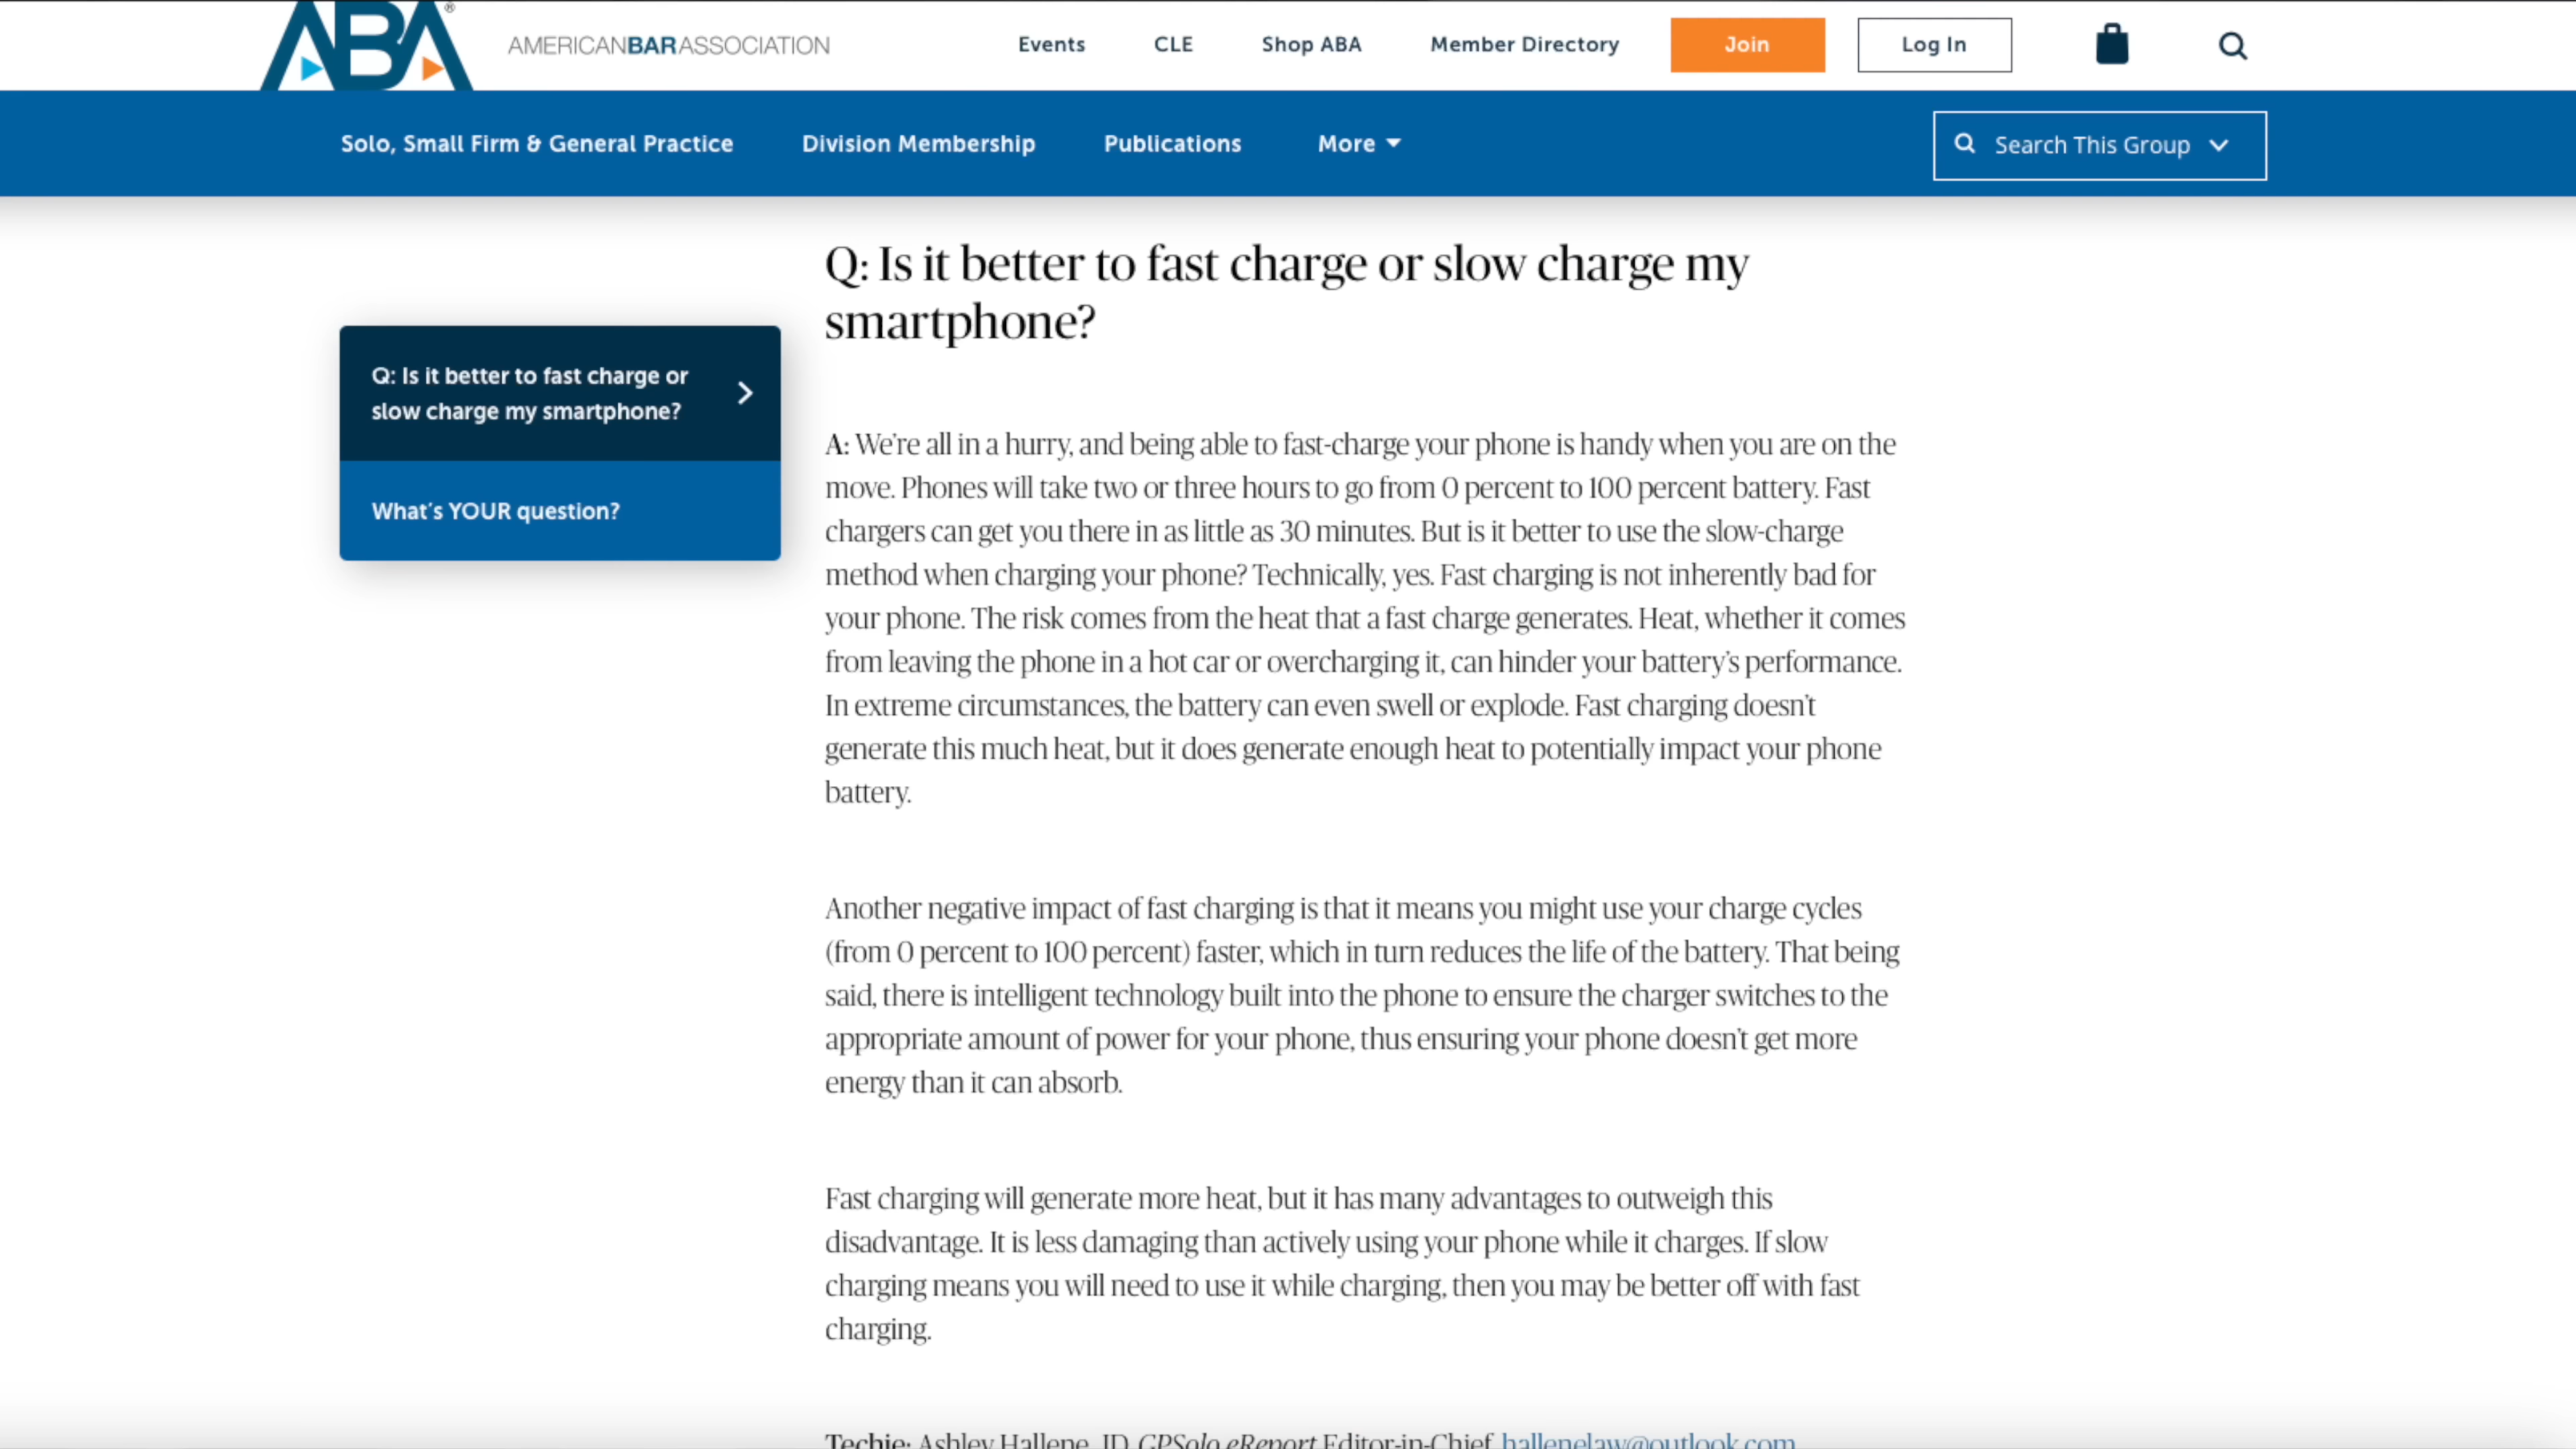 ABA®
AMERICANBARASSOCIATION
Events CLE Shop ABA Member Directory Join Log In
Solo, Small Firm & General Practice Division Membership Publications More Search This Group
Q: Is it better to fast charge or slow charge my
smartphone?
Q: Is it better to fast charge or
slow charge my smartphone?
What's YOUR question?
A: We're all in a hurry, and being able to fast-charge your phone is handy when you are on the
move. Phones will take two or three hours to go from 0 percent to 100 percent battery. Fast
chargers can get you there in as little as 30 minutes. But is it better to use the slow-charge
method when charging your phone? Technically, yes. Fast charging is not inherently bad for
your phone. The risk comes from the heat that a fast charge generates. Heat, whether it comes
from leaving the phone in a hot car or overcharging it, can hinder your battery's performance.
In extreme circumstances, the battery can even swell or explode. Fast charging doesn't
generate this much heat, but it does generate enough heat to potentially impact your phone
battery.
Another negative impact of fast charging is that it means you might use your charge cycles
(from 0 percent to 100 percent) faster, which in turn reduces the life of the battery. That being
said, there is intelligent technology built into the phone to ensure the charger switches to the
appropriate amount of power for your phone, thus ensuring your phone doesn't get more
energy than it can absorb.
Fast charging will generate more heat, but it has many advantages to outweigh this
disadvantage. It is less damaging than actively using your phone while it charges. If slow
charging means you will need to use it while charging, then you may be better off with fast
charging.
Techie: Ashley Hallene, JD, GPSolo eReport Editor-in-Chief, hallenelaw@outlook.com